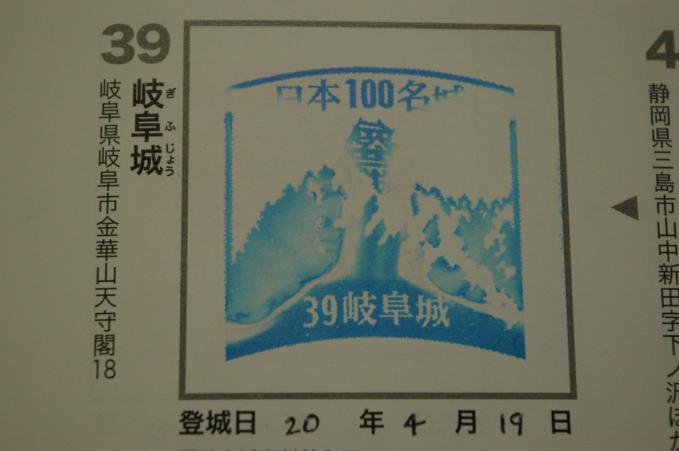 39
岐阜城
ぎふじょう
岐阜県岐阜市金華山天守閣18
日本100名城
39岐阜城
登城日 20 年 4 月 19 日
静岡県三島市山中新田字下ノ沢ほか